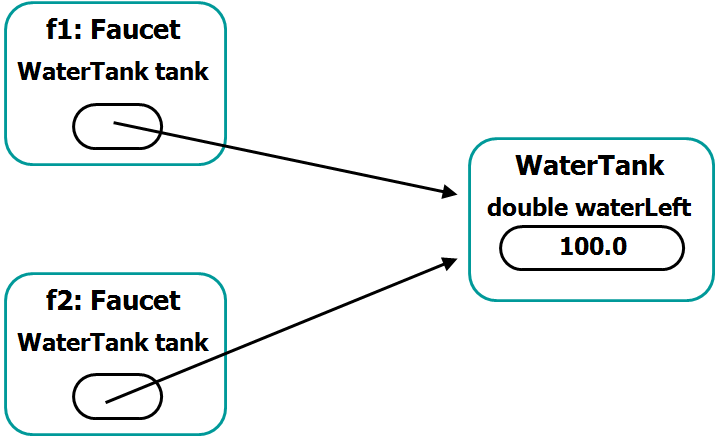 f1: Faucet
WaterTank tank
WaterTank
double waterLeft
100.0
f2: Faucet
WaterTank tank